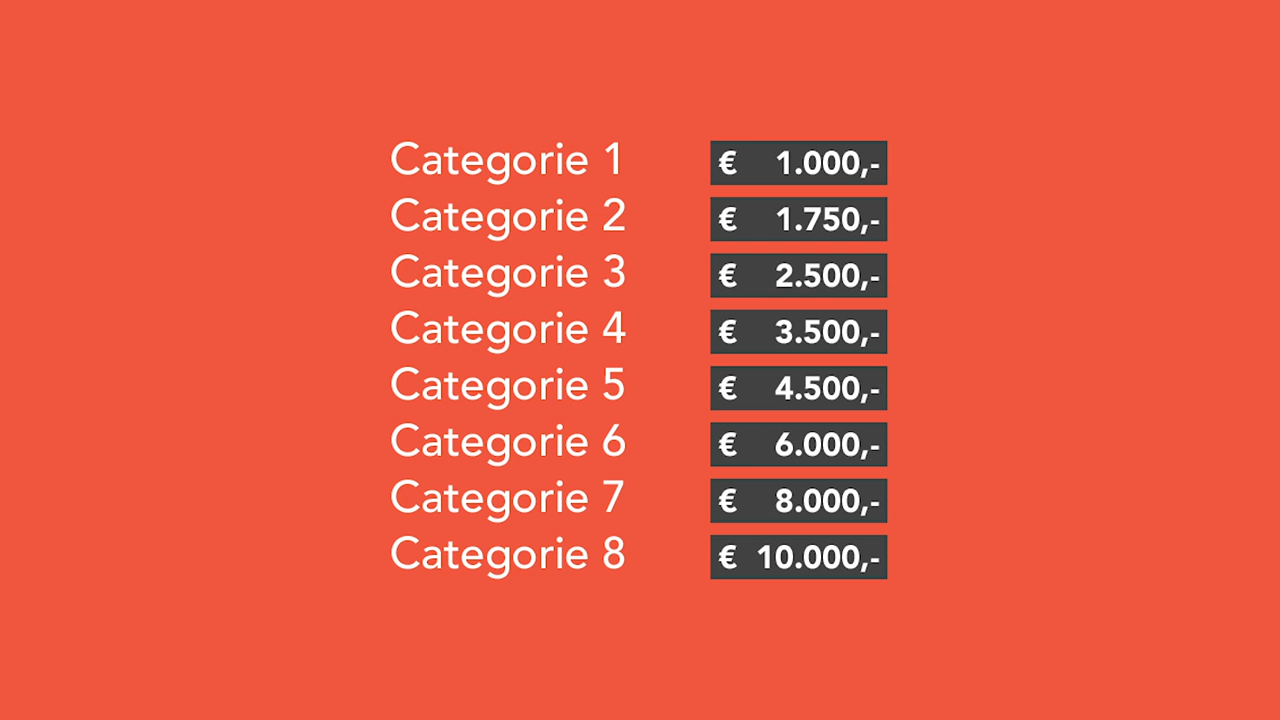 Categorie 1 € 1.000,-
Categorie 2 € 1.750,-
Categorie 3 € 2.500,-
Categorie 4 € 3.500,-
Categorie 5 € 4.500,-
Categorie 6 € 6.000,-
Categorie 7 € 8.000,-
Categorie 8 € 10.000,-